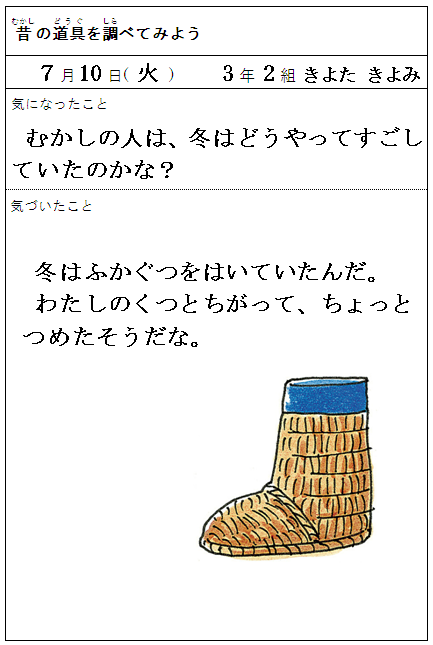 昔の道具を調べてみよう
7月10日(火) 3年2組 きよた きよみ
気になったこと
むかしの人は、冬はどうやってすごし
ていたのかな？
気づいたこと
冬はふかぐつをはいていたんだ。
わたしのくつとちがって、ちょっと
つめたそうだな。